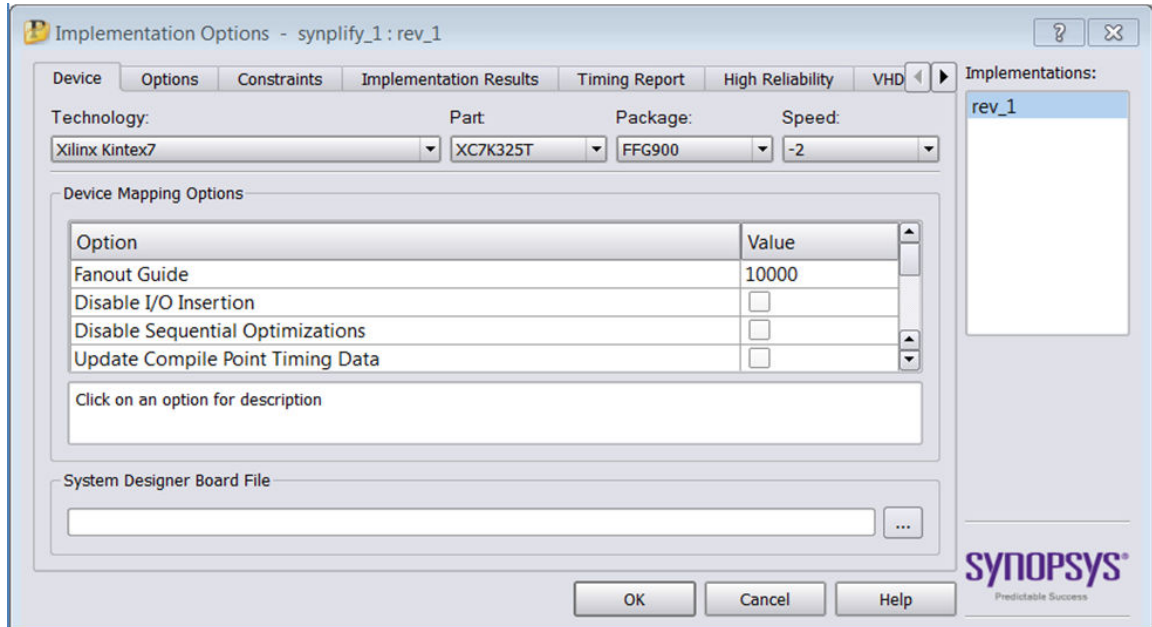 Implementation Options - synplify_1 : rev_1
Device Options Constraints Implementation Results Timing Report High Reliability VHD
Implementations:
rev_1
Technology: Part Package: Speed:
Xilinx Kintex7 XC7K325T FFG900 -2
Device Mapping Options
Option Value
Fanout Guide 10000
Disable I/O Insertion
Disable Sequential Optimizations
Update Compile Point Timing Data
Click on an option for description
System Designer Board File
...
SYNOPSYS®
Predictable Success
OK Cancel Help